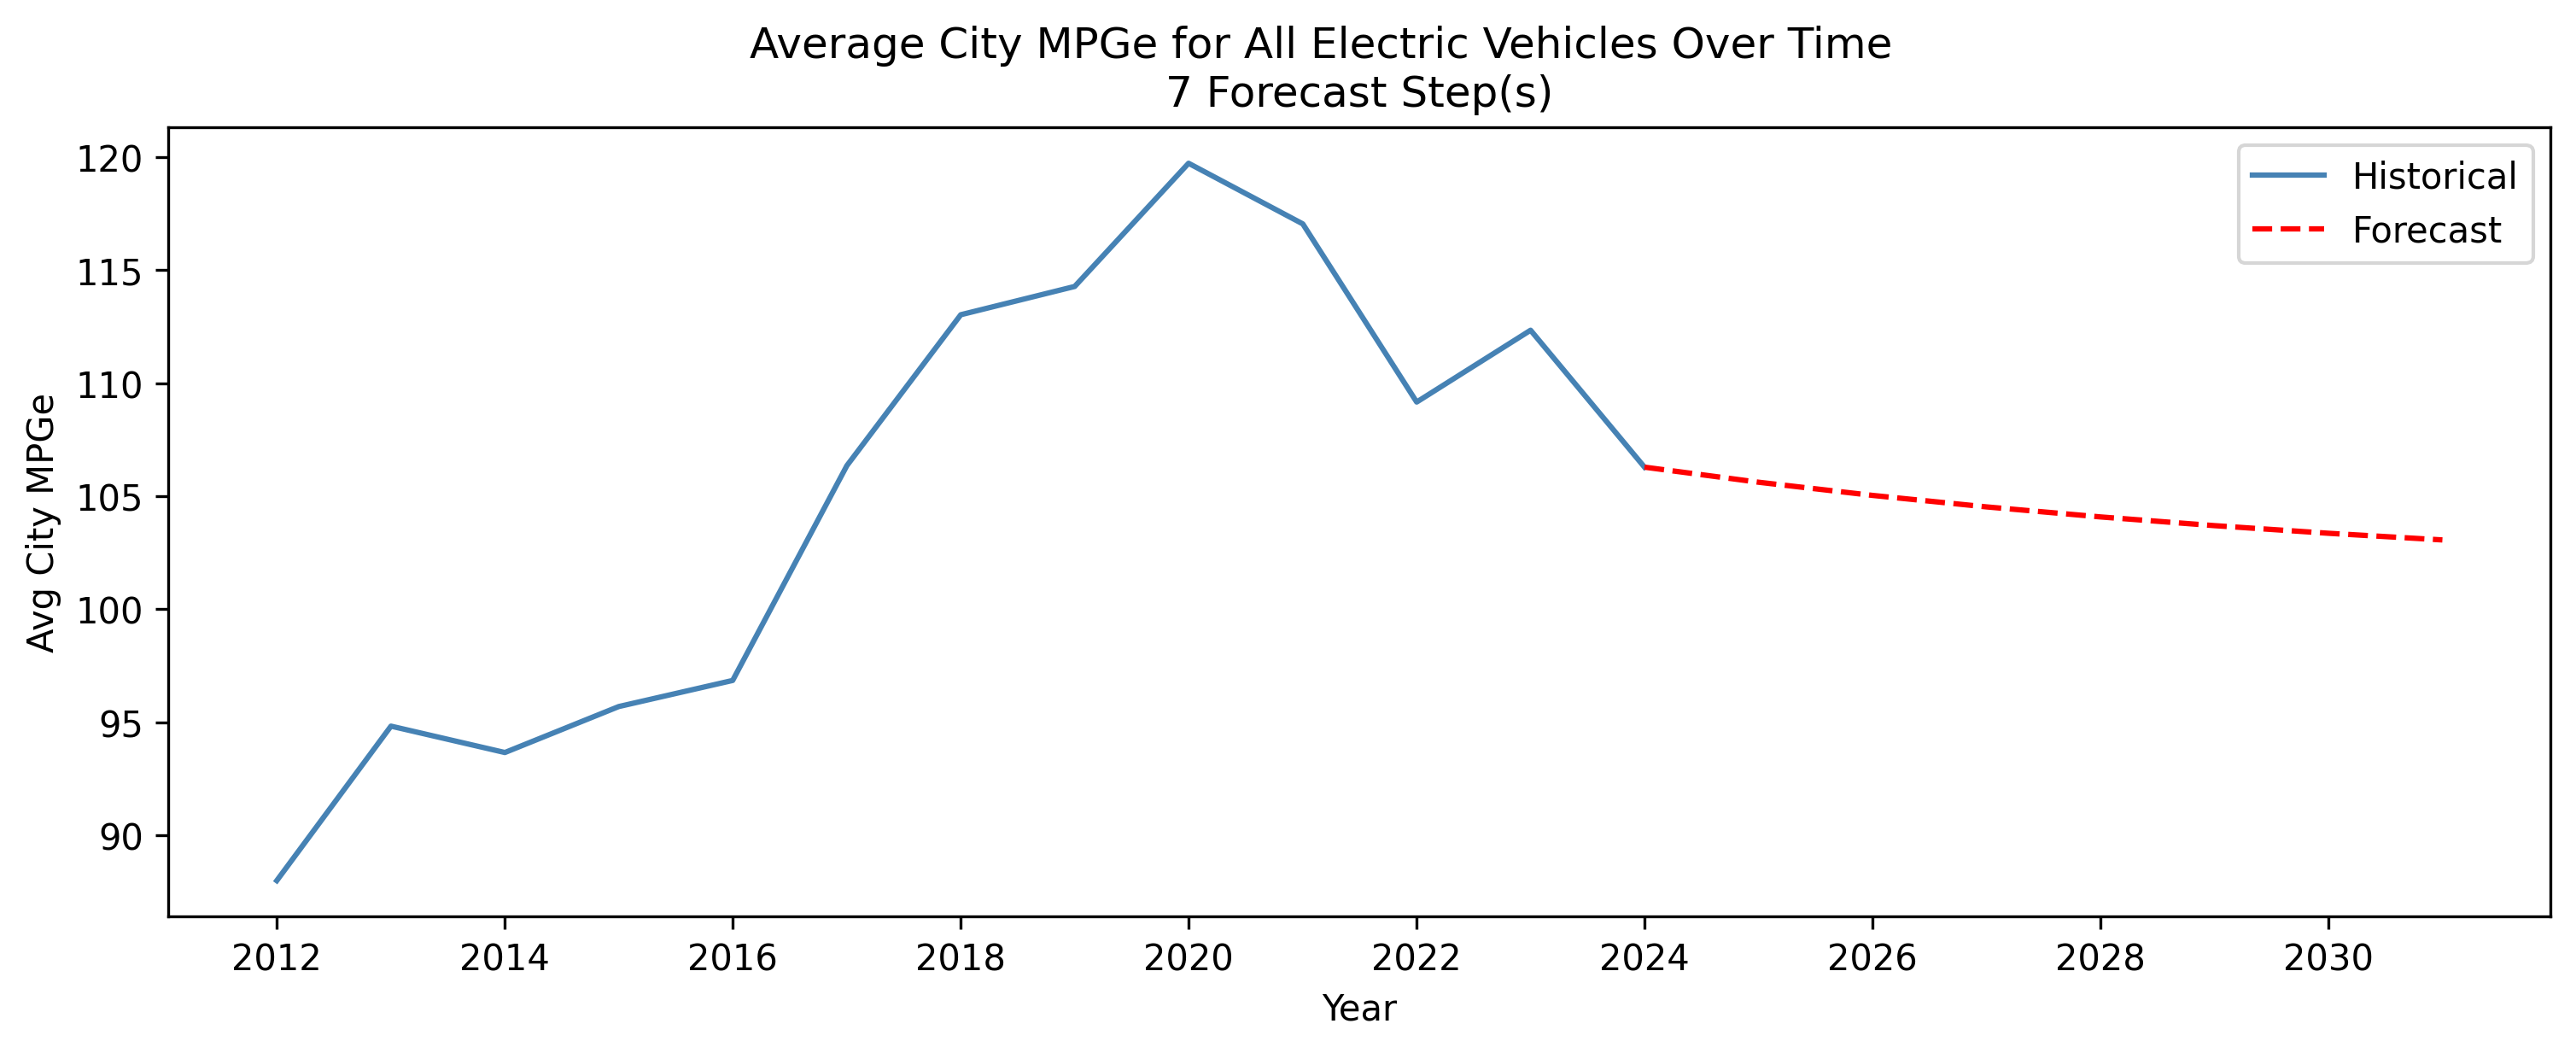 Average City MPGe for All Electric Vehicles Over Time
7 Forecast Step(s)
Historical
Forecast
Avg City MPGe
120
115
110
105
100
95
90
2012 2014 2016 2018 2020 2022 2024 2026 2028 2030
Year